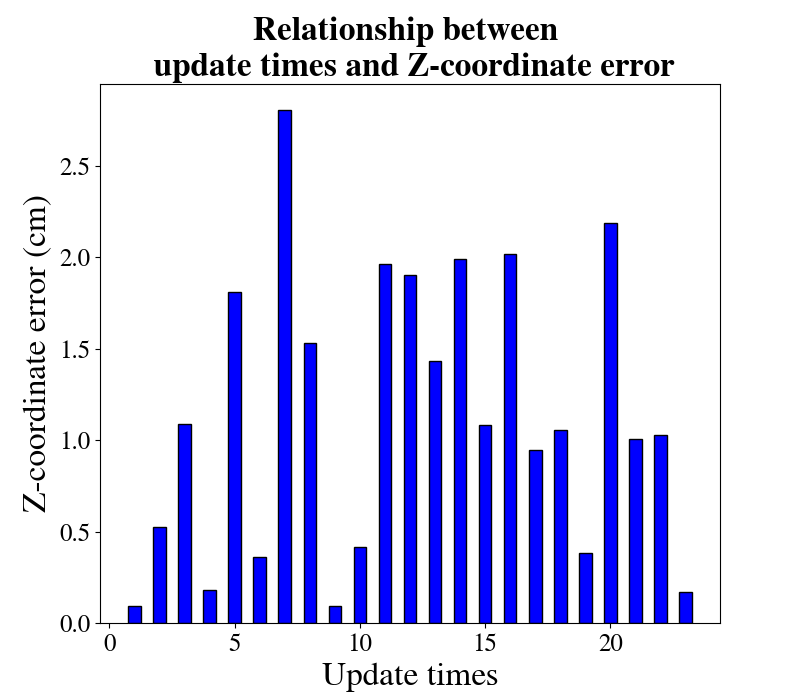 Relationship between
update times and Z-coordinate error
Z-coordinate error (cm)
2.5
2.0
1.5
1.0
0.5
0.0
0 5 10 15 20
Update times